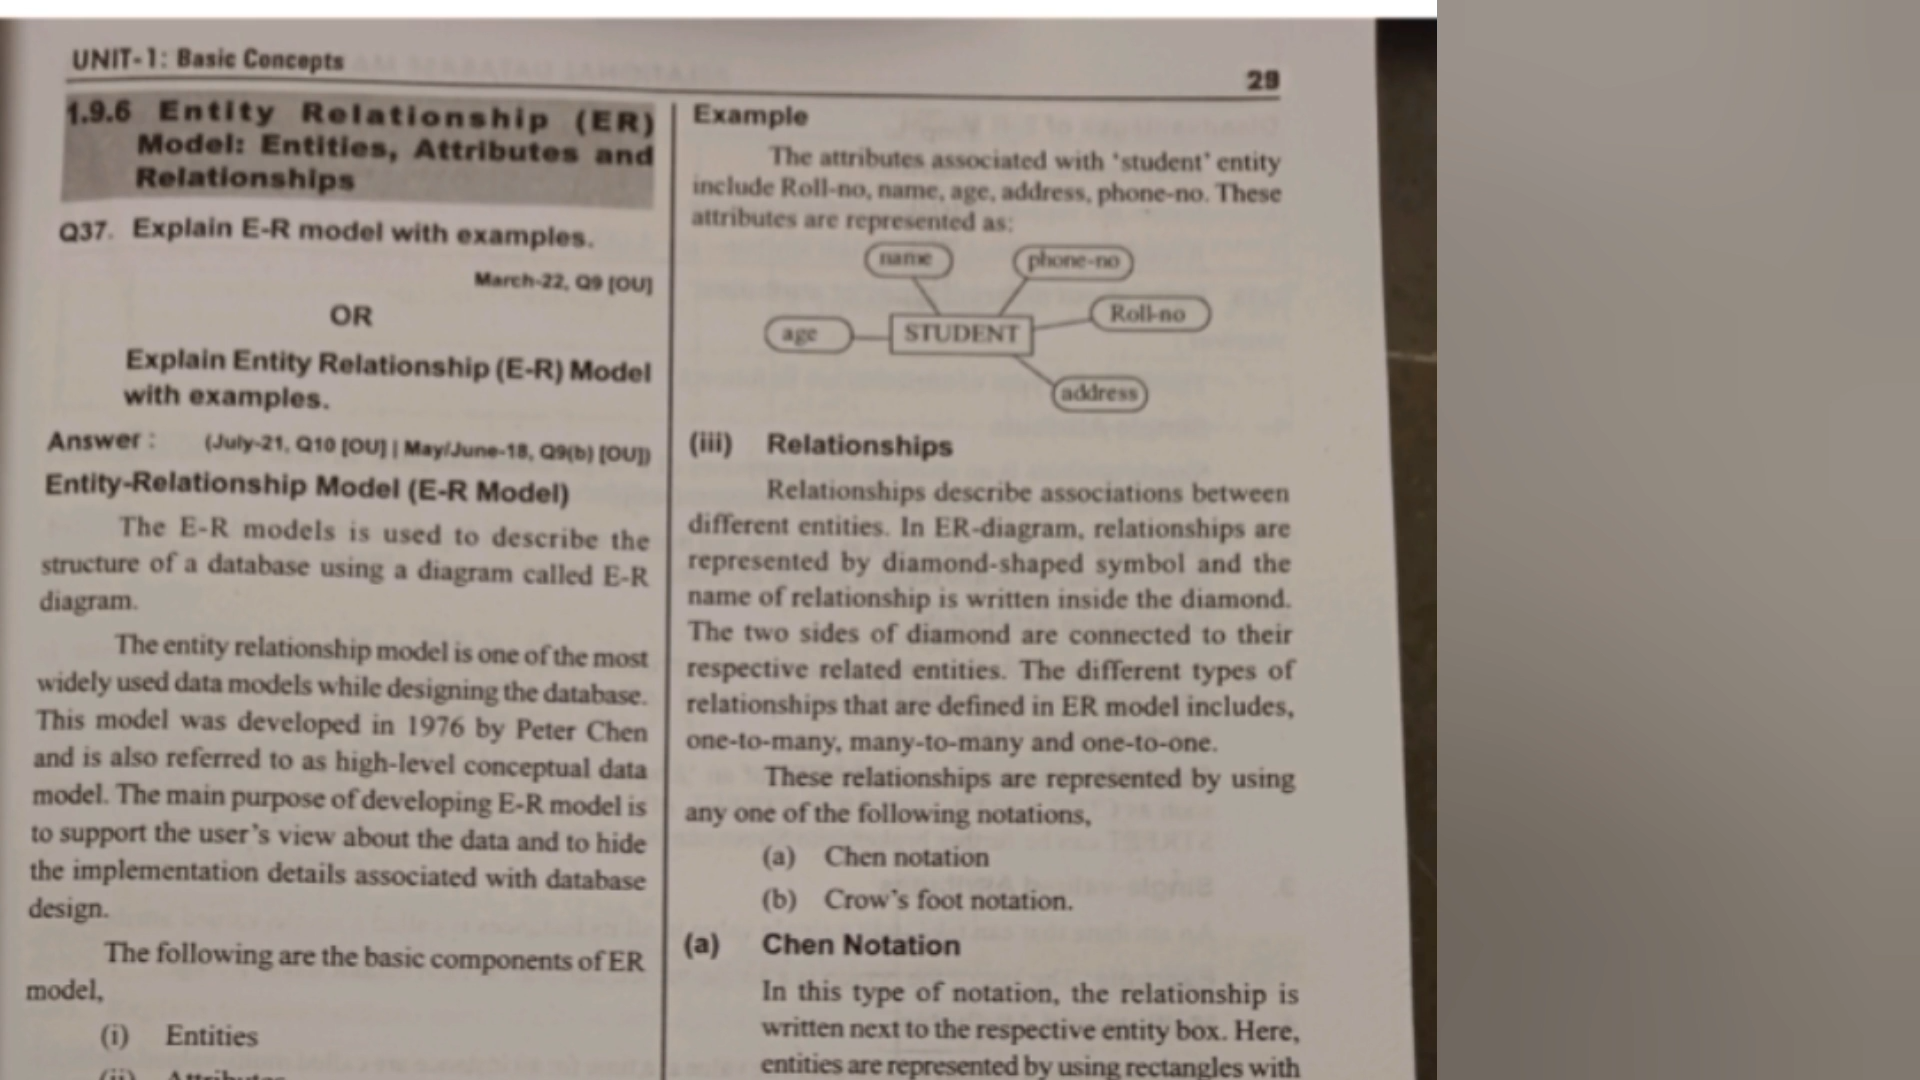 UNIT-1: Basic Concepts
29
1.9.6 Entity Relationship (ER)
Model: Entities, Attributes and
Relationships
Q37. Explain E-R model with examples.
March-22, Q9 [OU]
OR
Explain Entity Relationship (E-R) Model
with examples.
Answer : (July-21, Q10 [OU] | May/June-18, Q9(b) [OU])
Entity-Relationship Model (E-R Model)
The E-R models is used to describe the
structure of a database using a diagram called E-R
diagram.
The entity relationship model is one of the most
widely used data models while designing the database.
This model was developed in 1976 by Peter Chen
and is also referred to as high-level conceptual data
model. The main purpose of developing E-R model is
to support the user's view about the data and to hide
the implementation details associated with database
design.
The following are the basic components of ER
model,
(i) Entities
(ii) Attributes
Example
The attributes associated with 'student' entity
include Roll-no, name, age, address, phone-no. These
attributes are represented as:
name
phone-no
Roll-no
age
STUDENT
address
(iii) Relationships
Relationships describe associations between
different entities. In ER-diagram, relationships are
represented by diamond-shaped symbol and the
name of relationship is written inside the diamond.
The two sides of diamond are connected to their
respective related entities. The different types of
relationships that are defined in ER model includes,
one-to-many, many-to-many and one-to-one.
These relationships are represented by using
any one of the following notations,
(a) Chen notation
(b) Crow's foot notation.
(a) Chen Notation
In this type of notation, the relationship is
written next to the respective entity box. Here,
entities are represented by using rectangles with